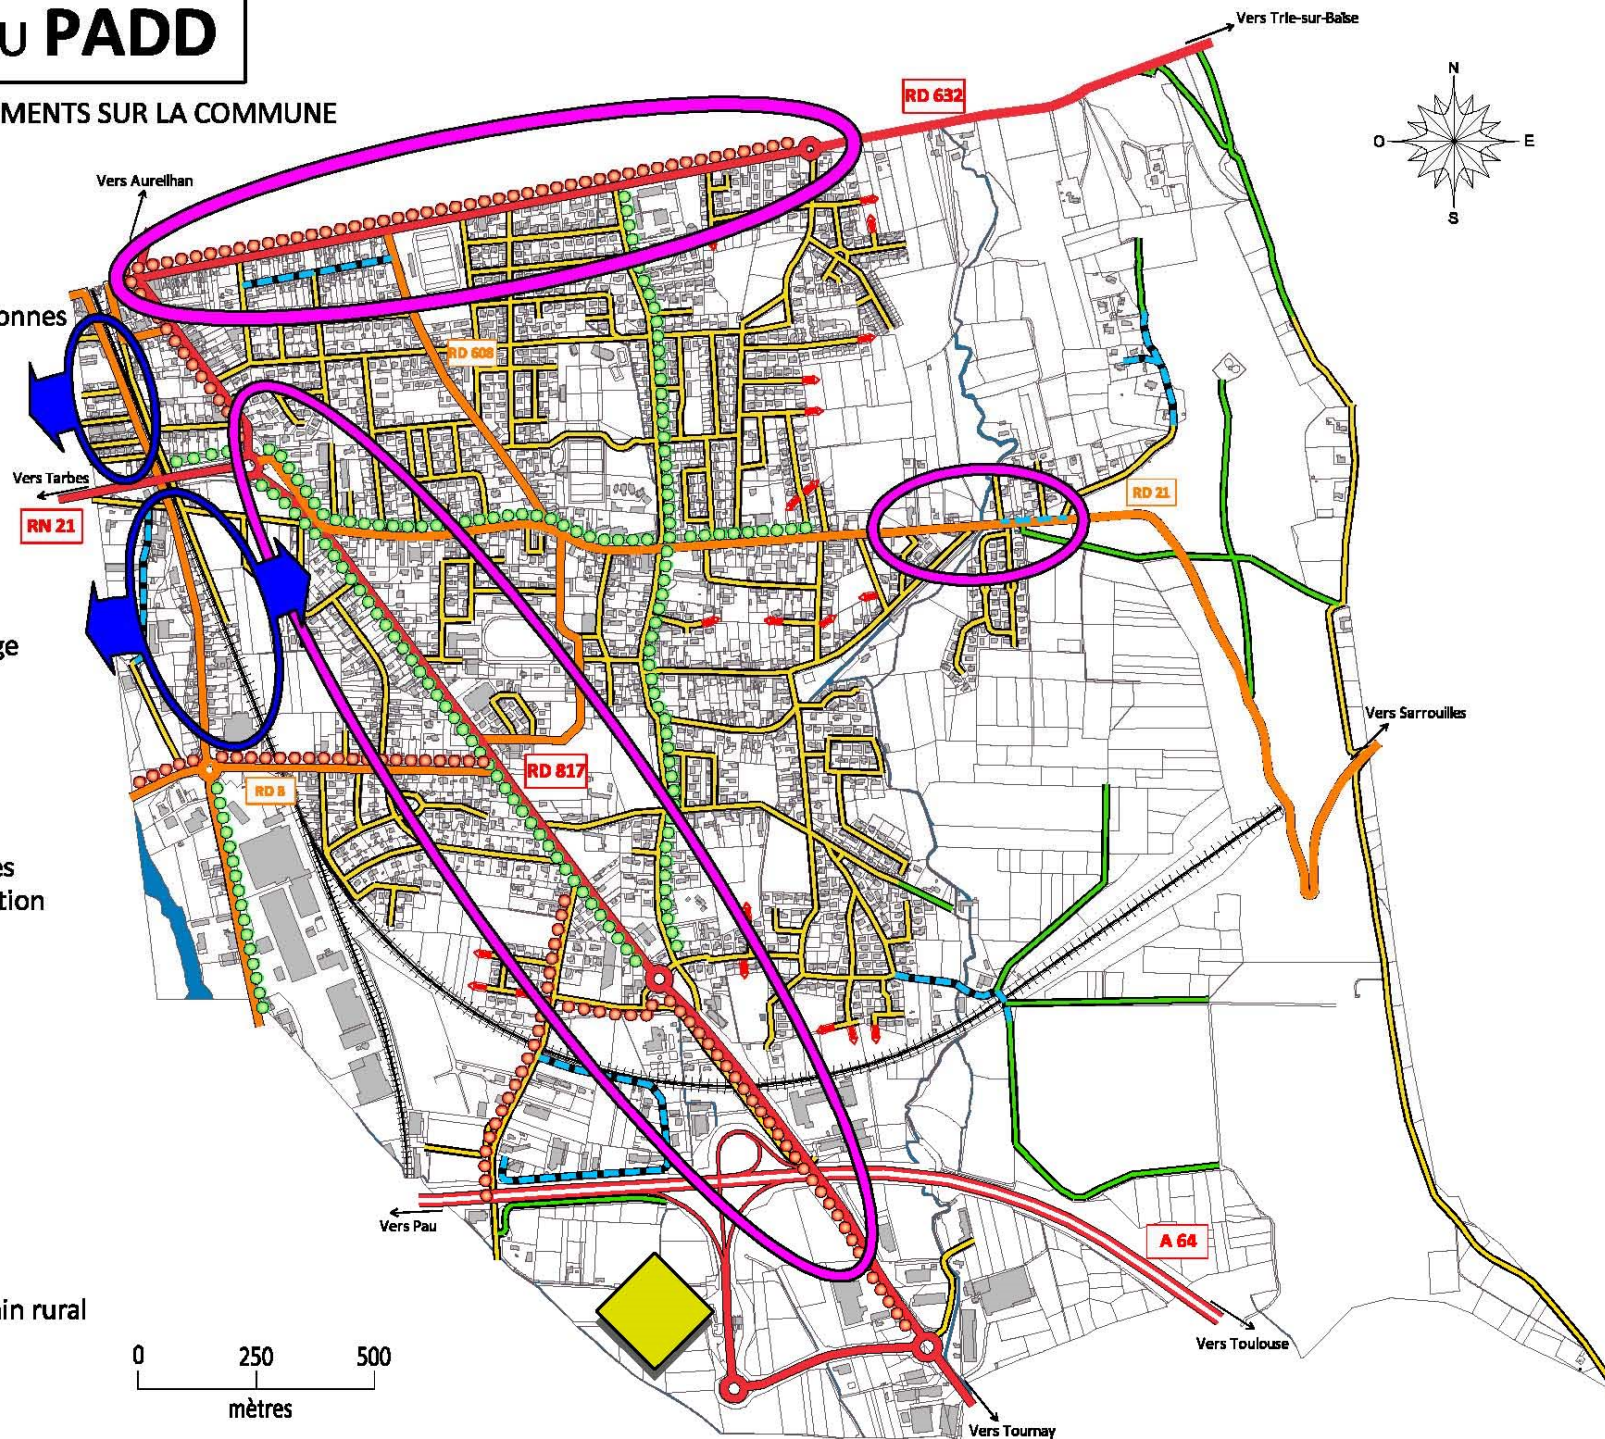 U PADD
MENTS SUR LA COMMUNE
Vers Trie-sur-Baïse
RD 632
N
O
E
S
Vers Aureilhan
onnes
RD 608
Vers Tarbes
RN 21
RD 21
ge
Vers Sarrouilles
RD 817
RD 8
es
tion
Vers Pau
A 64
in rural
Vers Toulouse
0 250 500
mètres
Vers Tournay